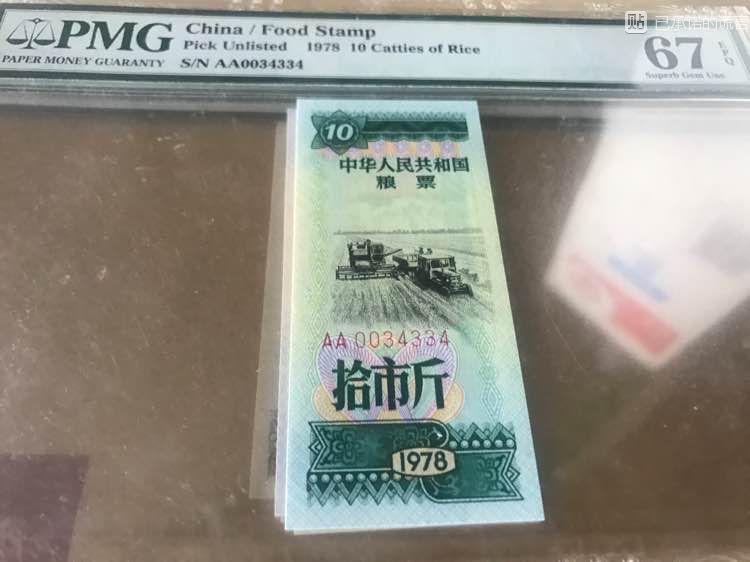 PMG
PAPER MONEY GUARANTY
China / Food Stamp
Pick Unlisted 1978 10 Catties of Rice
S/N AA0034334
67 EPQ
Superb Gem Unc
贴
10
中华人民共和国
粮票
AA 0034334
拾市斤
1978